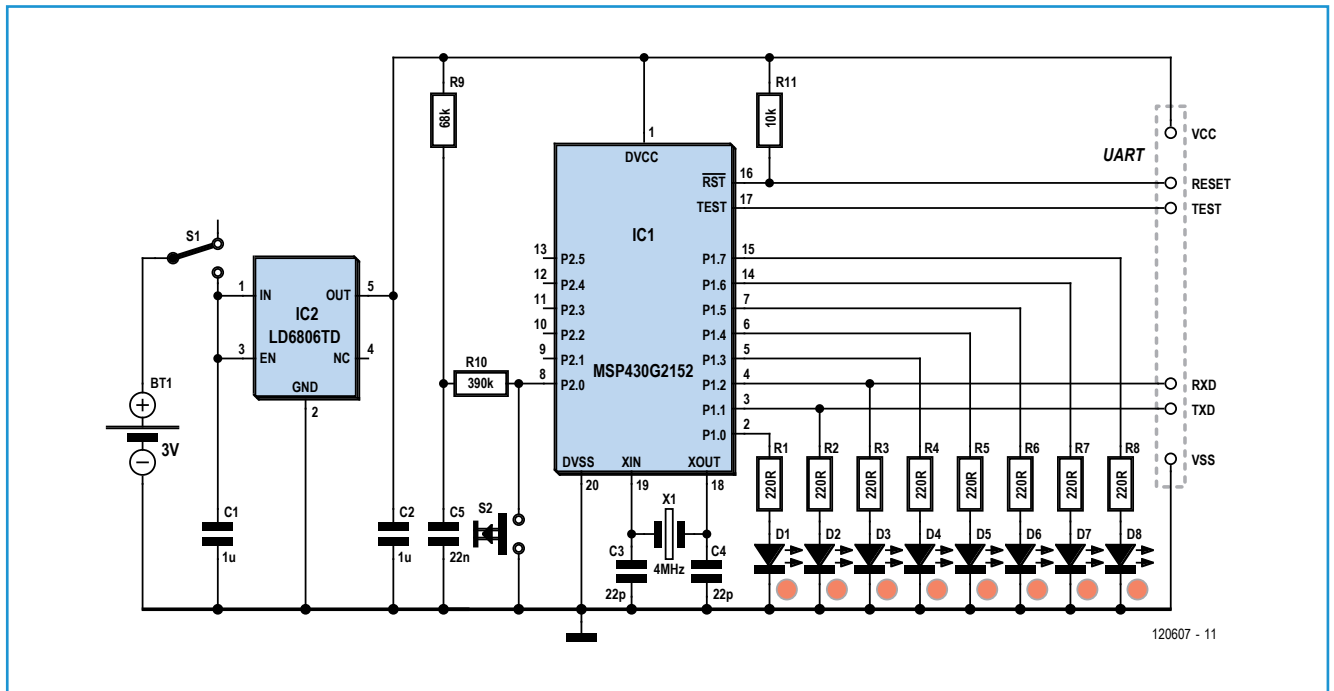 R9
68k
R11
10k
1
DVCC
UART
VCC
RST
16
RESET
TEST
17
TEST
IC1
S1
13
P2.5
P1.7
15
12
P2.4
P1.6
14
11
P2.3
P1.5
7
10
P2.2
P1.4
6
9
P2.1
P1.3
5
8
P2.0
P1.2
4
RXD
P1.1
3
TXD
P1.0
2
MSP430G2152
1
IN
OUT
5
IC2
LD6806TD
3
EN
NC
4
GND
2
R10
390k
BT1
3V
VSS
DVSS
XIN
XOUT
20
19
18
R1
R2
R3
R4
R5
R6
R7
R8
220R
220R
220R
220R
220R
220R
220R
220R
C1
1u
C2
1u
C5
22n
S2
X1
4MHz
C3
22p
C4
22p
D1
D2
D3
D4
D5
D6
D7
D8
120607 - 11